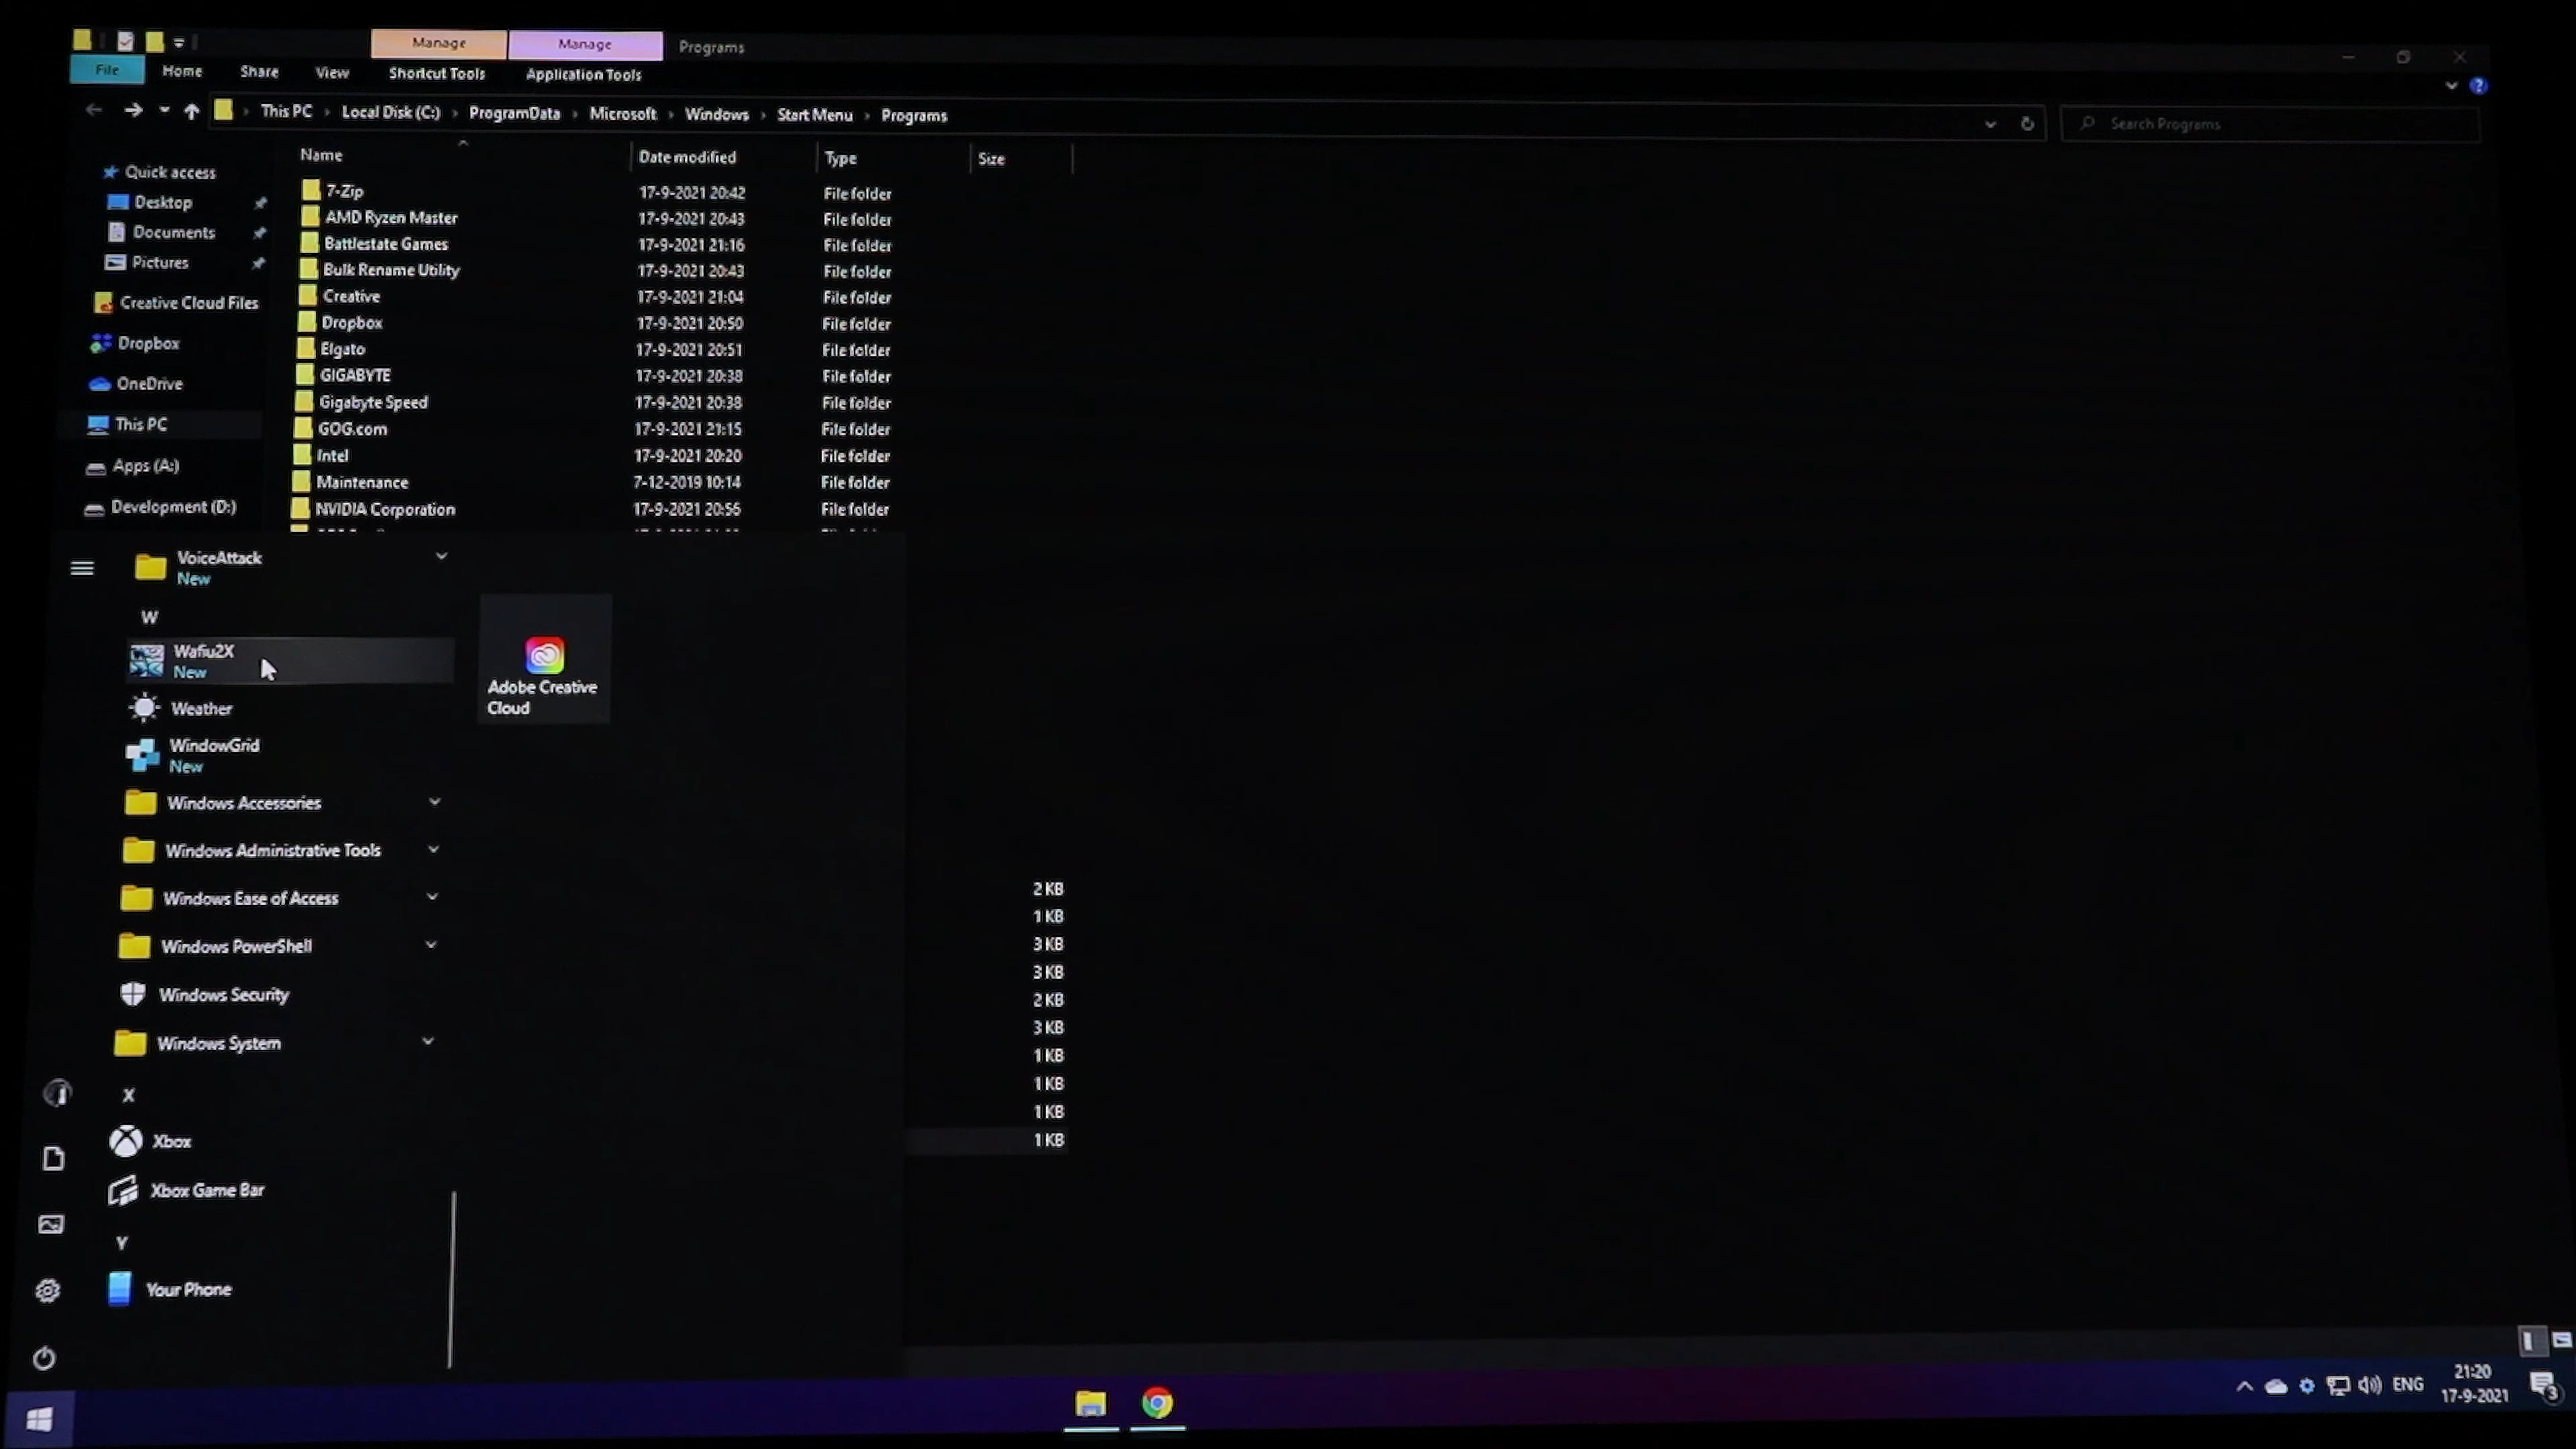 Manage Manage Programs
File Home Share View Shortcut Tools Application Tools
This PC Local Disk (C:) ProgramData Microsoft Windows Start Menu Programs Search Programs
Quick access
Desktop
Documents
Pictures
Creative Cloud Files
Dropbox
OneDrive
This PC
Apps (A:)
Development (D:)
Name Date modified Type Size
7-Zip 17-9-2021 20:42 File folder
AMD Ryzen Master 17-9-2021 20:43 File folder
Battlestate Games 17-9-2021 21:16 File folder
Bulk Rename Utility 17-9-2021 20:43 File folder
Creative 17-9-2021 21:04 File folder
Dropbox 17-9-2021 20:50 File folder
Elgato 17-9-2021 20:51 File folder
GIGABYTE 17-9-2021 20:38 File folder
Gigabyte Speed 17-9-2021 20:38 File folder
GOG.com 17-9-2021 21:15 File folder
Intel 17-9-2021 20:20 File folder
Maintenance 7-12-2019 10:14 File folder
NVIDIA Corporation 17-9-2021 20:56 File folder
VoiceAttack
New
W
Wafiu2X
New
Weather
WindowGrid
New
Windows Accessories
Windows Administrative Tools
Windows Ease of Access
Windows PowerShell
Windows Security
Windows System
X
Xbox
Xbox Game Bar
Y
Your Phone
Adobe Creative
Cloud
2 KB
1 KB
3 KB
3 KB
2 KB
3 KB
1 KB
1 KB
1 KB
1 KB
ENG
21:20
17-9-2021
3